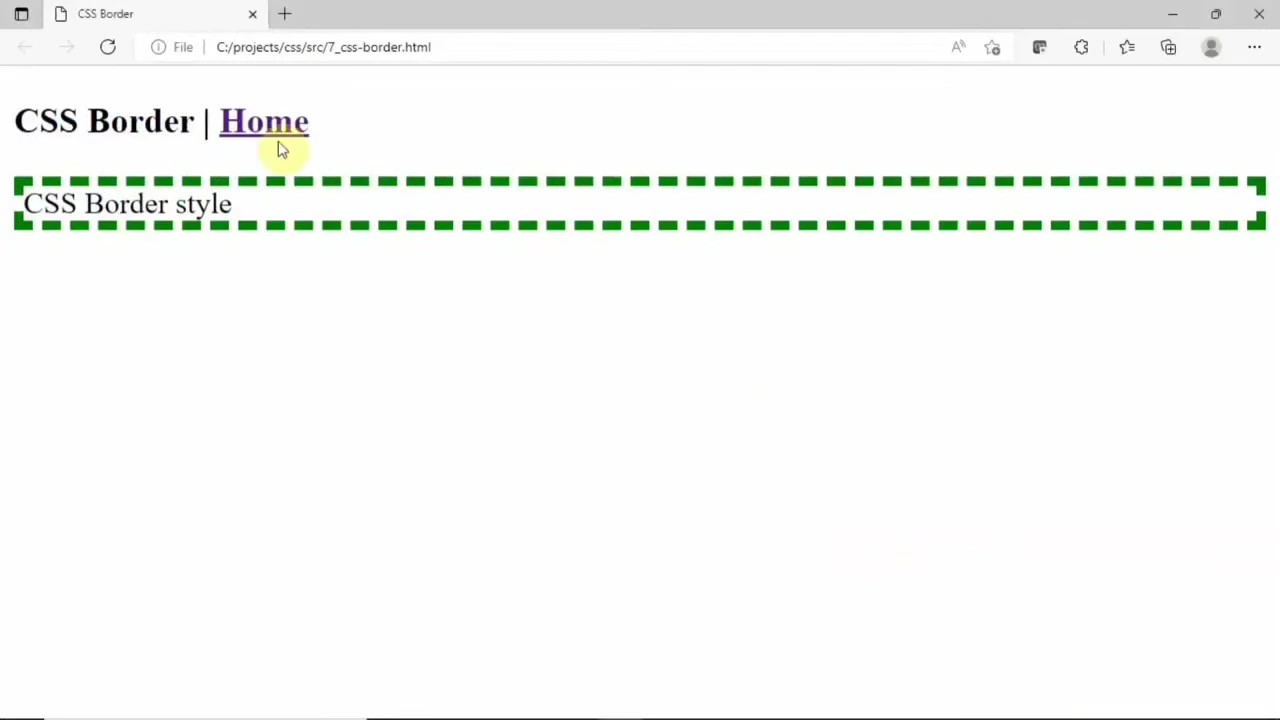 CSS Border
File | C:/projects/css/src/7_css-border.html
CSS Border | Home
CSS Border style